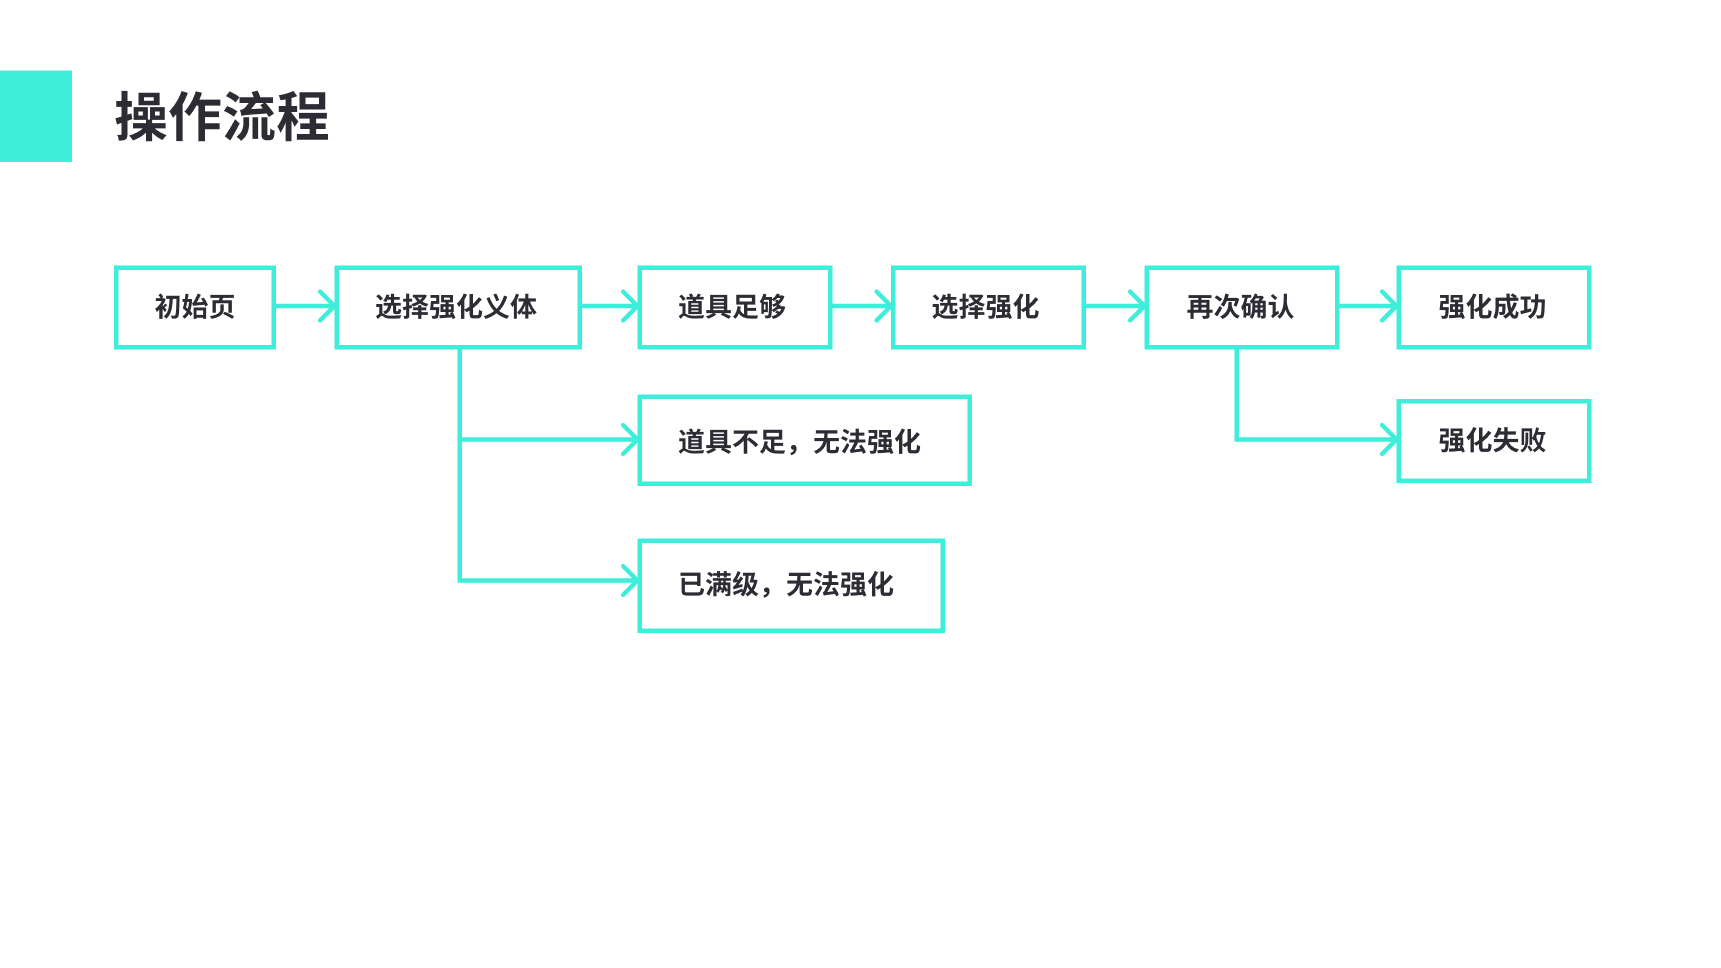 操作流程
初始页
选择强化义体
道具足够
选择强化
再次确认
强化成功
道具不足，无法强化
强化失败
已满级，无法强化